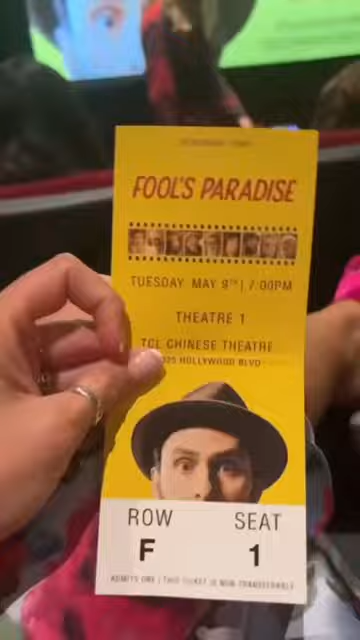 FOOL'S PARADISE
TUESDAY MAY 9TH | 7:00PM
THEATRE 1
TCL CHINESE THEATRE
HOLLYWOOD BLVD
ROW
SEAT
F
1
ADMITS ONE | THIS TICKET IS NON-TRANSFERABLE